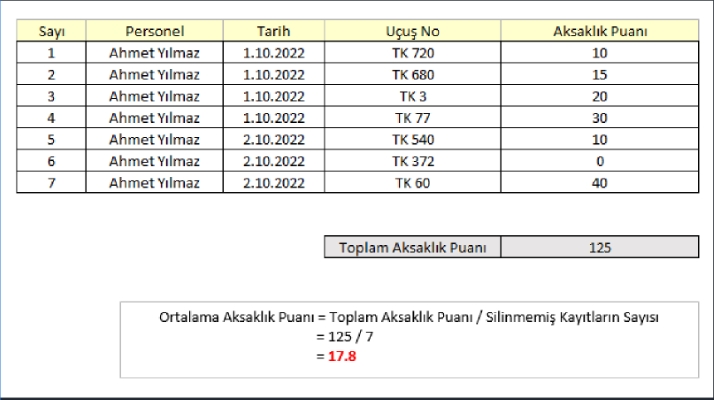 Sayı Personel Tarih Uçuş No Aksaklık Puanı
1 Ahmet Yılmaz 1.10.2022 TK 720 10
2 Ahmet Yılmaz 1.10.2022 TK 680 15
3 Ahmet Yılmaz 1.10.2022 TK 3 20
4 Ahmet Yılmaz 1.10.2022 TK 77 30
5 Ahmet Yılmaz 2.10.2022 TK 540 10
6 Ahmet Yılmaz 2.10.2022 TK 372 0
7 Ahmet Yılmaz 2.10.2022 TK 60 40
Toplam Aksaklık Puanı 125
Ortalama Aksaklık Puanı = Toplam Aksaklık Puanı / Silinmemiş Kayıtların Sayısı
= 125 / 7
= 17.8